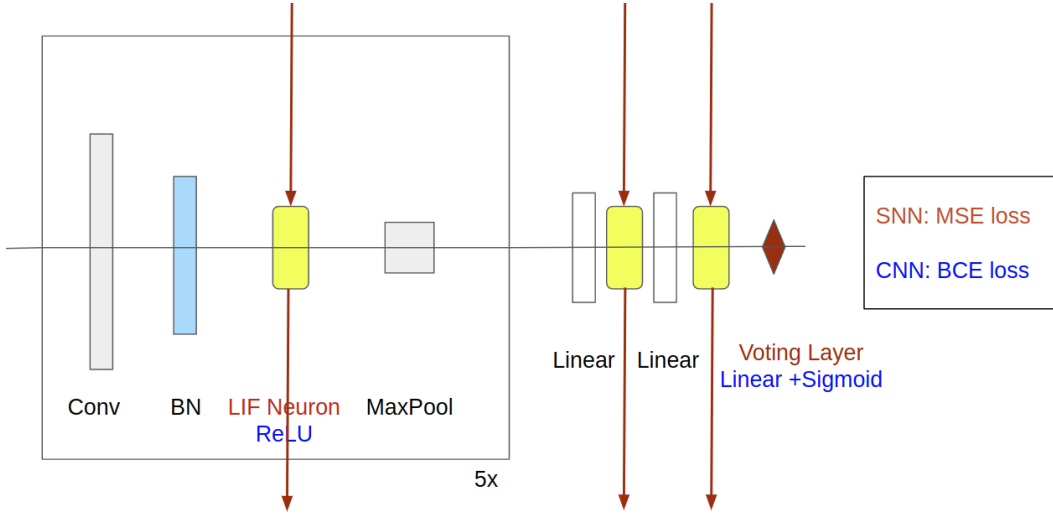 Conv
BN
LIF Neuron
ReLU
MaxPool
5x
Linear
Linear
Voting Layer
Linear +Sigmoid
SNN: MSE loss
CNN: BCE loss